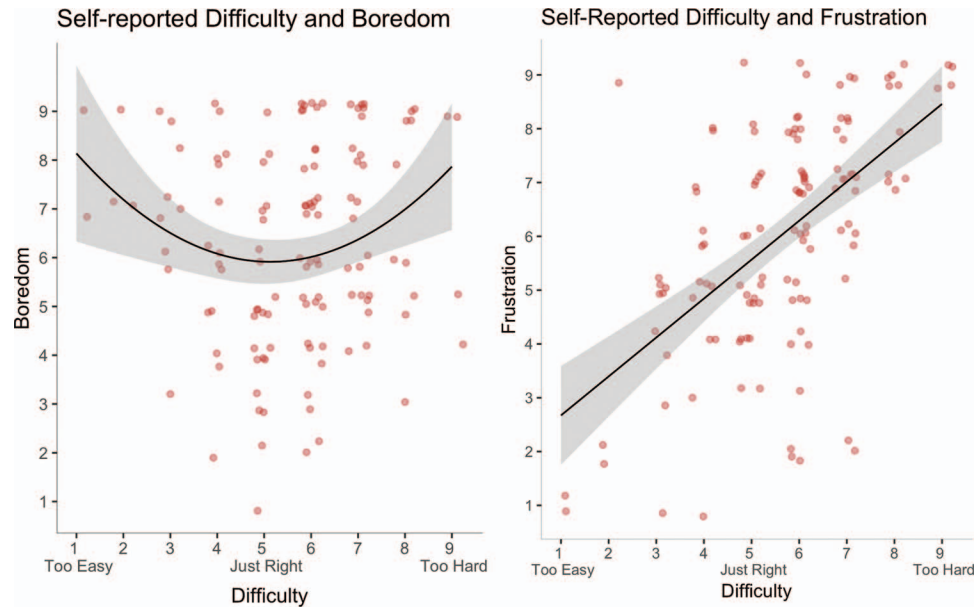 Self-reported Difficulty and Boredom
Boredom
9
8
7
6
5
4
3
2
1
1 2 3 4 5 6 7 8 9
Too Easy Just Right Too Hard
Difficulty
Self-Reported Difficulty and Frustration
Frustration
9
8
7
6
5
4
3
2
1
1 2 3 4 5 6 7 8 9
Too Easy Just Right Too Hard
Difficulty